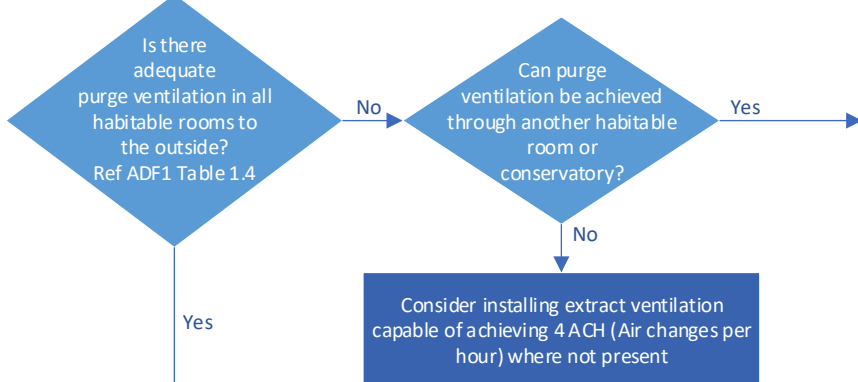 Is there
adequate
purge ventilation in all
habitable rooms to
the outside?
Ref ADF1 Table 1.4
No
Can purge
ventilation be achieved
through another habitable
room or
conservatory?
Yes
No
Consider installing extract ventilation
capable of achieving 4 ACH (Air changes per
hour) where not present
Yes